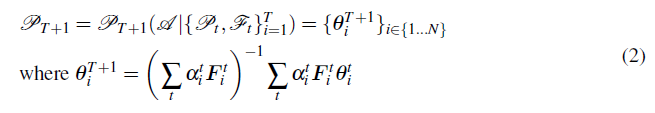 𝒫_{T+1} = 𝒫_{T+1}(𝒜|{𝒫_t, ℱ_t}_{i=1}^T) = {θ_i^{T+1}}_{i∈{1...N}}
where θ_i^{T+1} = (∑_t α_i^t F_i^t)^{-1} ∑_t α_i^t F_i^t θ_i^t
(2)